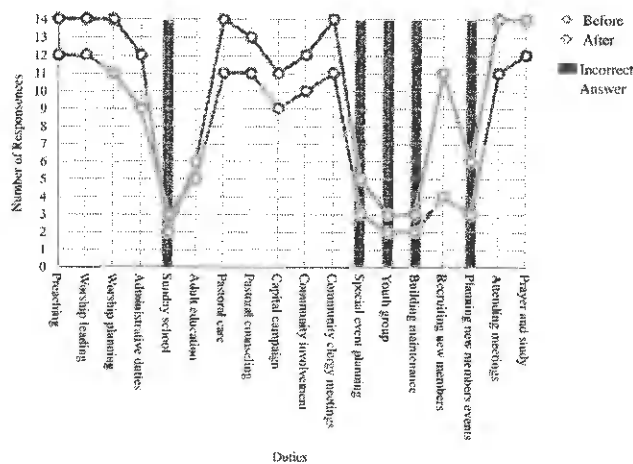 14
13
12
11
10
9
8
7
6
5
4
3
2
1
0
Number of Responsences
Before
After
Incorrect
Answer
Preaching
Worship leading
Worship planning
Administrative duties
Sunday school
Adult education
Pastoral care
Pastoral counseling
Capital campaign
Community involvement
Community clergy meetings
Special event planning
Youth group
Building maintenance
Recruiting new members
Planning new members events
Attending meetings
Prayer and study
Duties